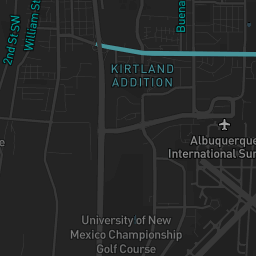 2nd St SW
William St
Buena
KIRTLAND
ADDITION
Albuquerque
International Sun
University of New
Mexico Championship
Golf Course